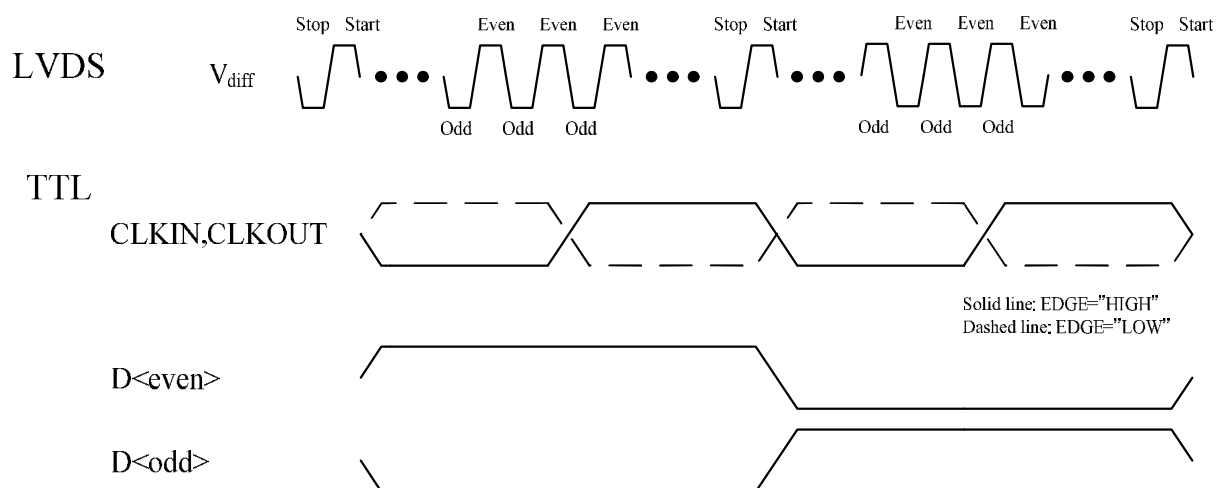 Stop Start Even Even Even Stop Start Even Even Even Stop Start
LVDS
V_diff
Odd Odd Odd Odd Odd Odd
TTL
CLKIN,CLKOUT
Solid line: EDGE="HIGH"
Dashed line: EDGE="LOW"
D<even>
D<odd>